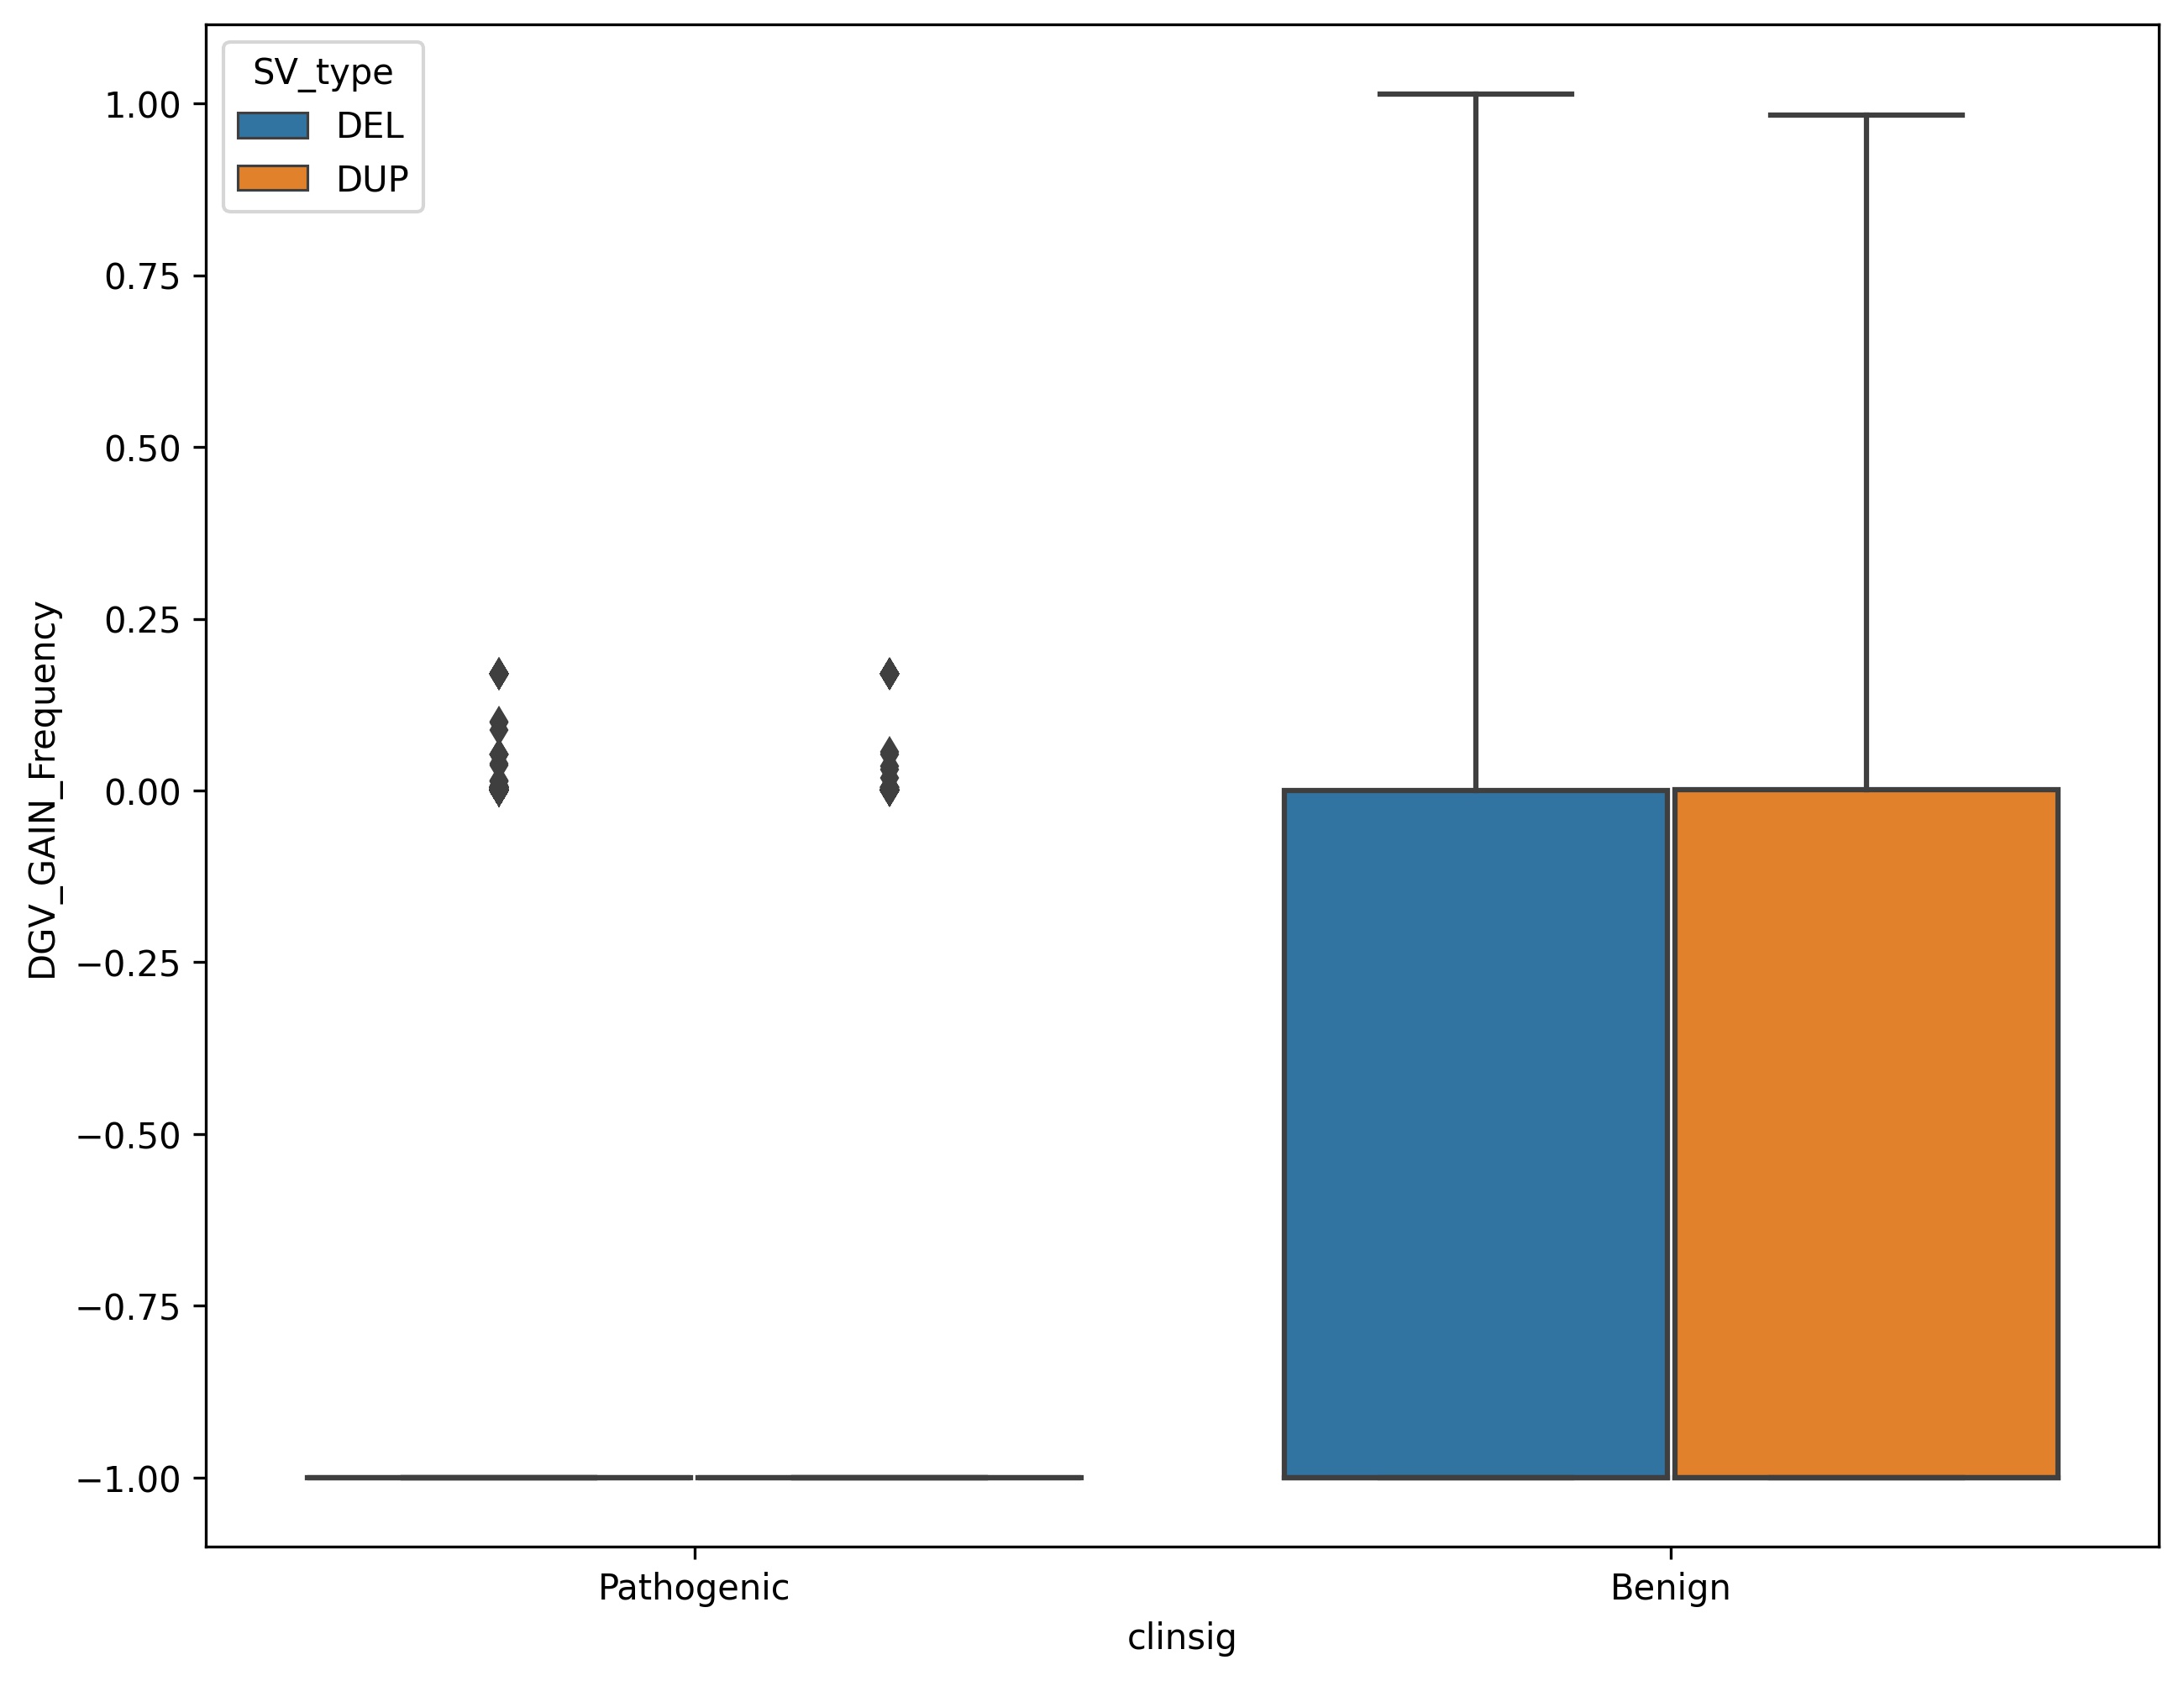 SV_type
DEL
DUP
1.00
0.75
0.50
0.25
0.00
−0.25
−0.50
−0.75
−1.00
DGV_GAIN_Frequency
Pathogenic
Benign
clinsig